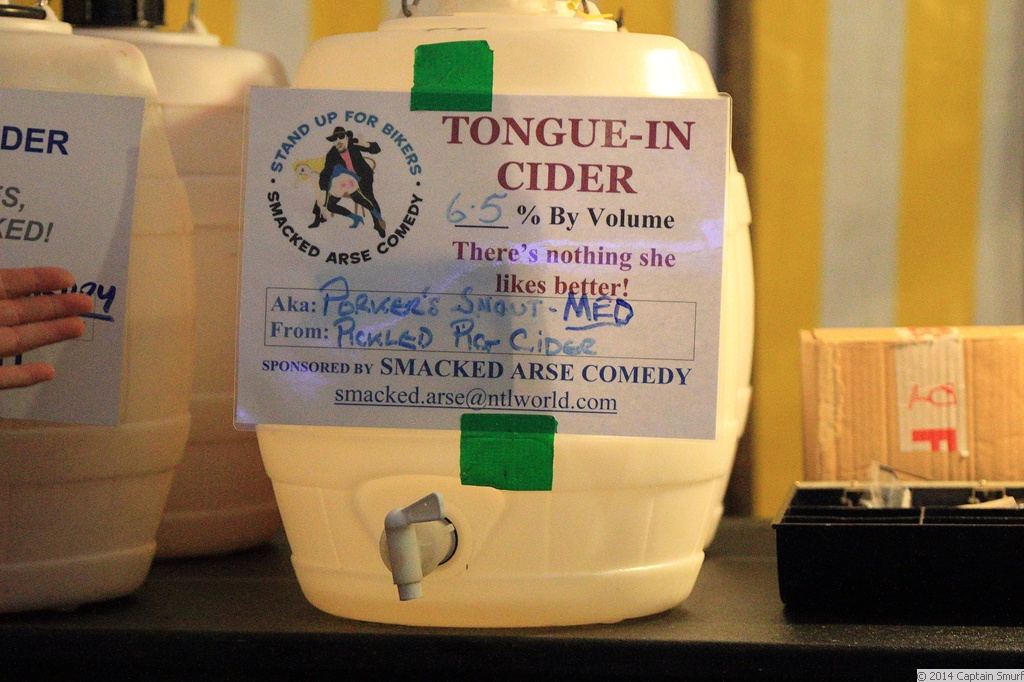 DER
S,
KED!
STAND UP FOR BIKERS
• SMACKED ARSE COMEDY •
TONGUE-IN
CIDER
6.5 % By Volume
There's nothing she
likes better!
Aka: PORKER'S SNOUT - MED
From: PICKLED PIG CIDER
SPONSORED BY SMACKED ARSE COMEDY
smacked.arse@ntlworld.com
F
© 2014 Captain Smurf